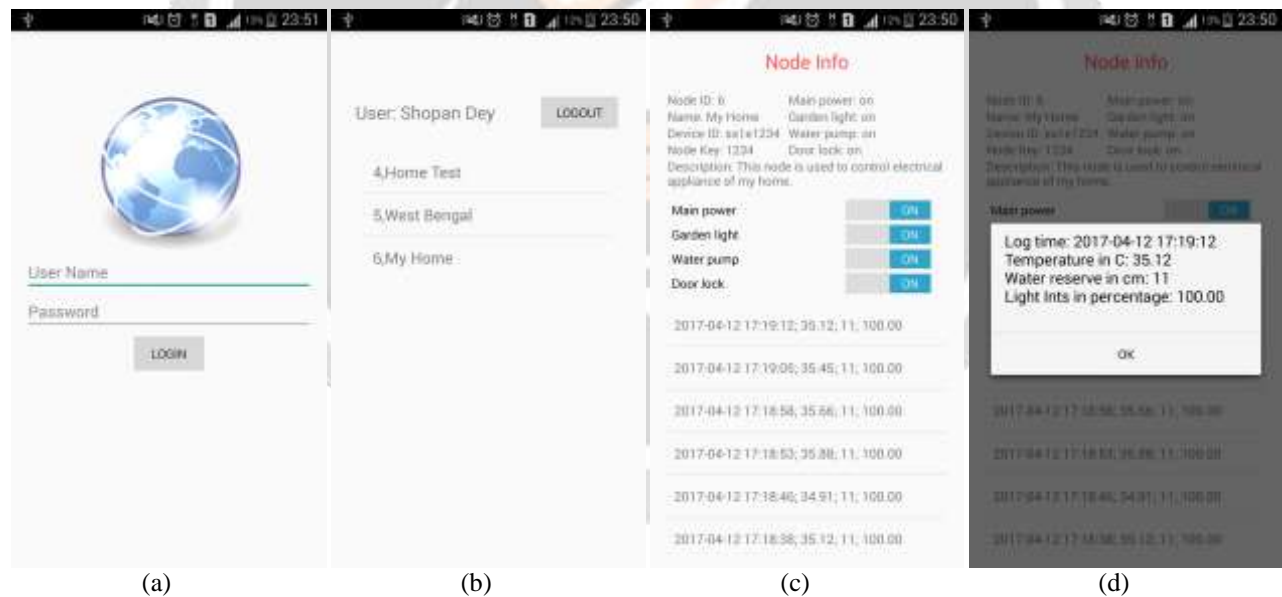 23:51
User Name
Password
LOGIN
(a)
23:50
User: Shopan Dey
LOGOUT
4,Home Test
5,West Bengal
6,My Home
(b)
23:50
Node Info
Node ID: 6 Main power: on
Name: My Home Garden light: on
Device ID: Water pump: on
Node Key: 1234 Door lock: on
Description: This node is used to control electrical
appliance of my home.
Main power ON
Garden light ON
Water pump ON
Door lock ON
2017-04-12 17:19:12; 35.12; 11, 100.00
2017-04-12 17:19:05; 35.45; 11, 100.00
2017-04-12 17:18:58; 35.66; 11, 100.00
2017-04-12 17:18:53; 35.88; 11, 100.00
2017-04-12 17:18:46; 34.91; 11, 100.00
2017-04-12 17:18:38; 35.12; 11, 100.00
(c)
23:50
Node Info
Main power
Log time: 2017-04-12 17:19:12
Temperature in C: 35.12
Water reserve in cm: 11
Light Ints in percentage: 100.00
OK
(d)